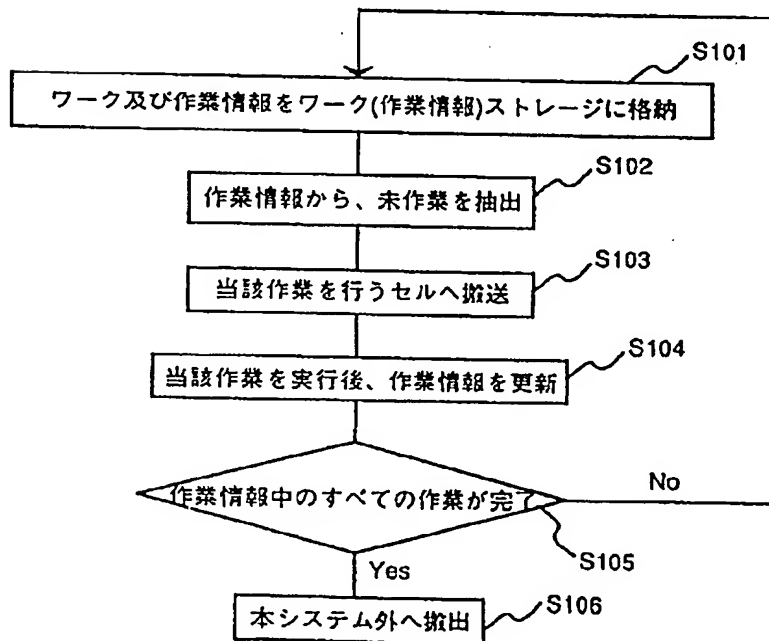 S101
ワーク及び作業情報をワーク(作業情報)ストレージに格納
S102
作業情報から、未作業を抽出
S103
当該作業を行うセルへ搬送
S104
当該作業を実行後、作業情報を更新
作業情報中のすべての作業が完了
No
S105
Yes
S106
本システム外へ搬出